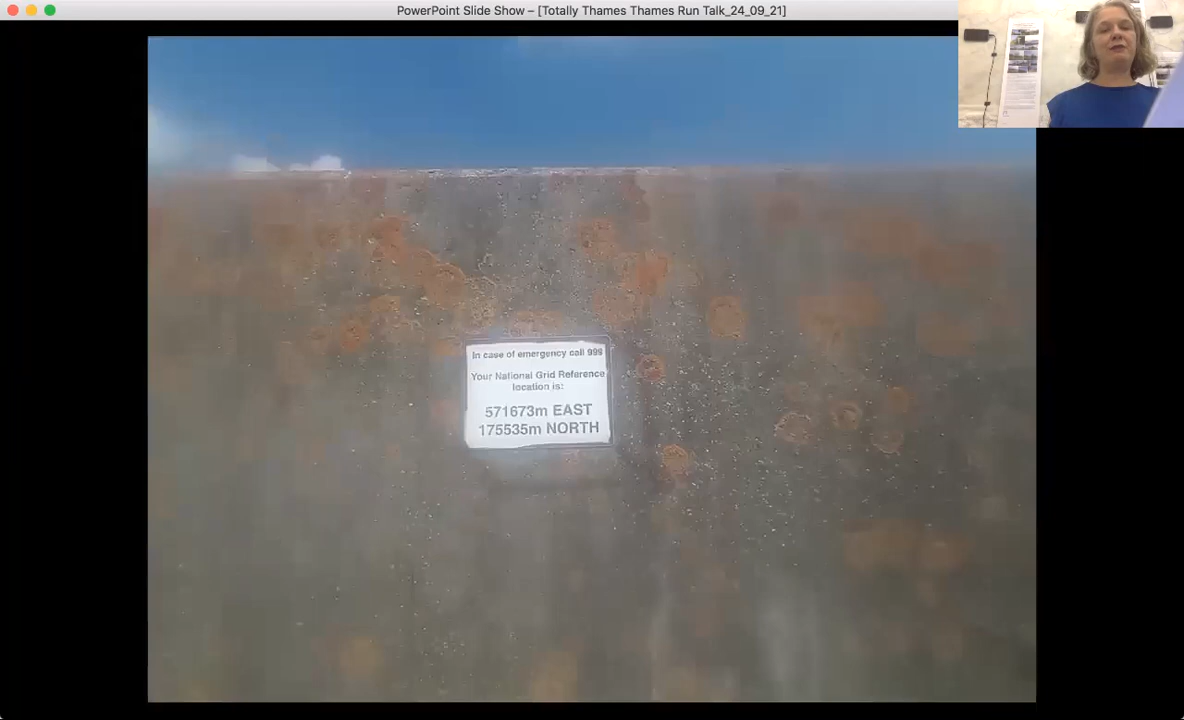 PowerPoint Slide Show – [Totally Thames Thames Run Talk_24_09_21]
In case of emergency call 999
Your National Grid Reference
location is:
571673m EAST
175535m NORTH